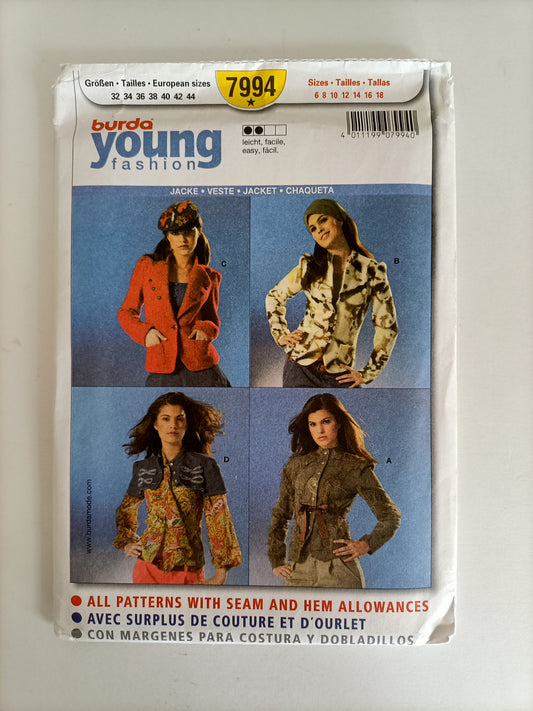 Größen • Tailles • European sizes
32 34 36 38 40 42 44
7994
Sizes • Tailles • Tallas
6 8 10 12 14 16 18
burda
young
fashion
leicht, facile,
easy, fácil.
4 011199 079940
JACKE • VESTE • JACKET • CHAQUETA
C
B
D
A
www.burdamode.com
• ALL PATTERNS WITH SEAM AND HEM ALLOWANCES
• AVEC SURPLUS DE COUTURE ET D'OURLET
• CON MARGENES PARA COSTURA Y DOBLADILLOS